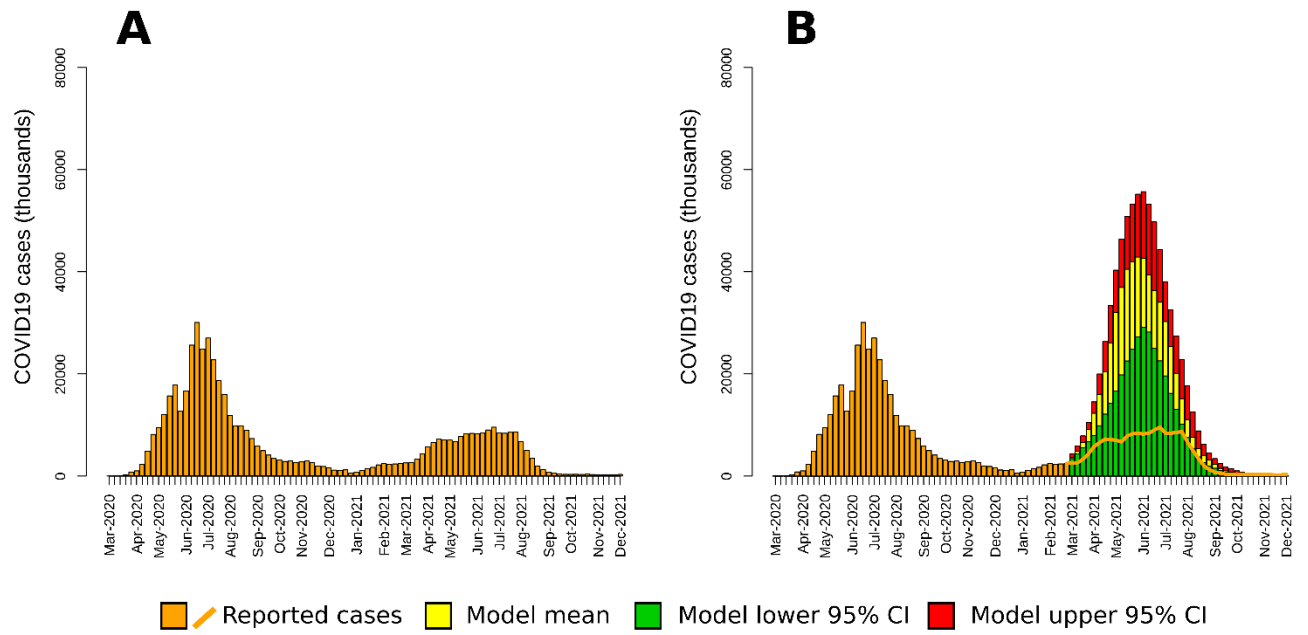 A
COVID19 cases (thousands)
80000
60000
40000
20000
0
Mar-2020
Apr-2020
May-2020
Jun-2020
Jul-2020
Aug-2020
Sep-2020
Oct-2020
Nov-2020
Dec-2020
Jan-2021
Feb-2021
Mar-2021
Apr-2021
May-2021
Jun-2021
Jul-2021
Aug-2021
Sep-2021
Oct-2021
Nov-2021
Dec-2021
B
COVID19 cases (thousands)
80000
60000
40000
20000
0
Mar-2020
Apr-2020
May-2020
Jun-2020
Jul-2020
Aug-2020
Sep-2020
Oct-2020
Nov-2020
Dec-2020
Jan-2021
Feb-2021
Mar-2021
Apr-2021
May-2021
Jun-2021
Jul-2021
Aug-2021
Sep-2021
Oct-2021
Nov-2021
Dec-2021
Reported cases
Model mean
Model lower 95% CI
Model upper 95% CI